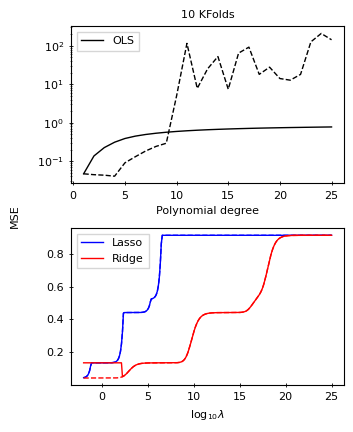 10 KFolds
OLS
10²
10¹
10⁰
10⁻¹
0 5 10 15 20 25
Polynomial degree
MSE
Lasso
Ridge
0.8
0.6
0.4
0.2
0 5 10 15 20 25
log₁₀λ